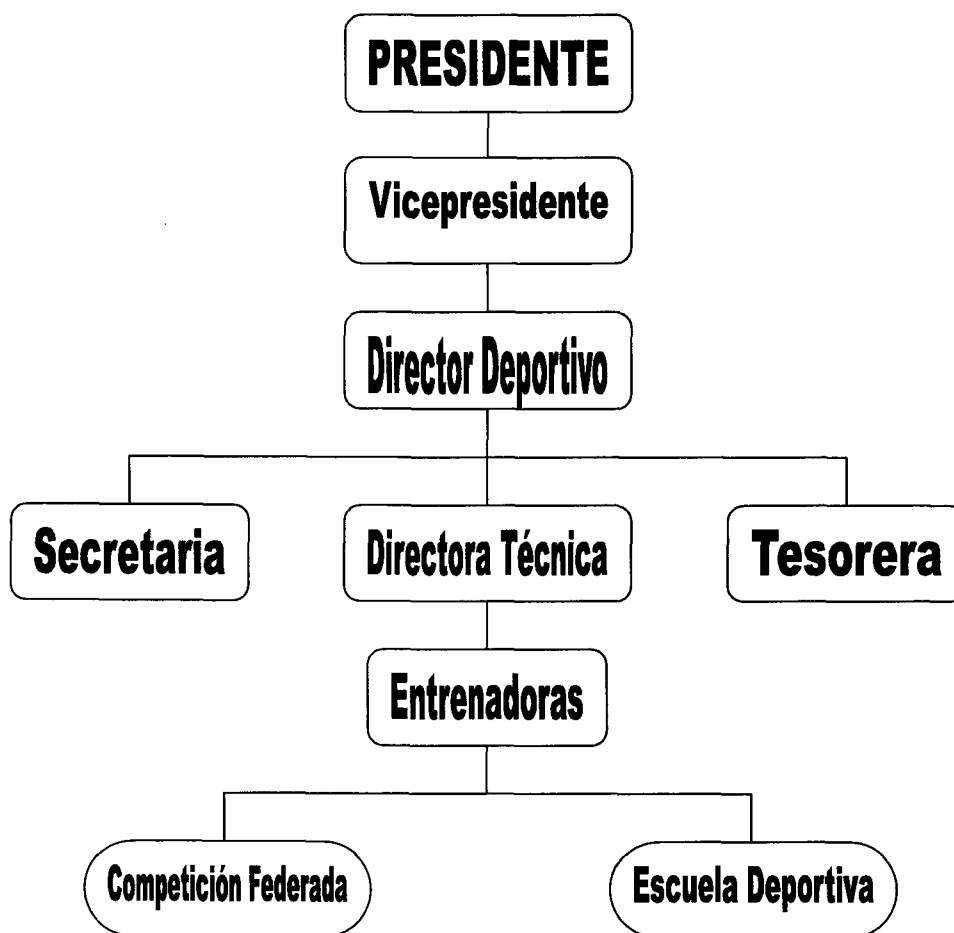 PRESIDENTE
Vicepresidente
Director Deportivo
Secretaria
Directora Técnica
Tesorera
Entrenadoras
Competición Federada
Escuela Deportiva